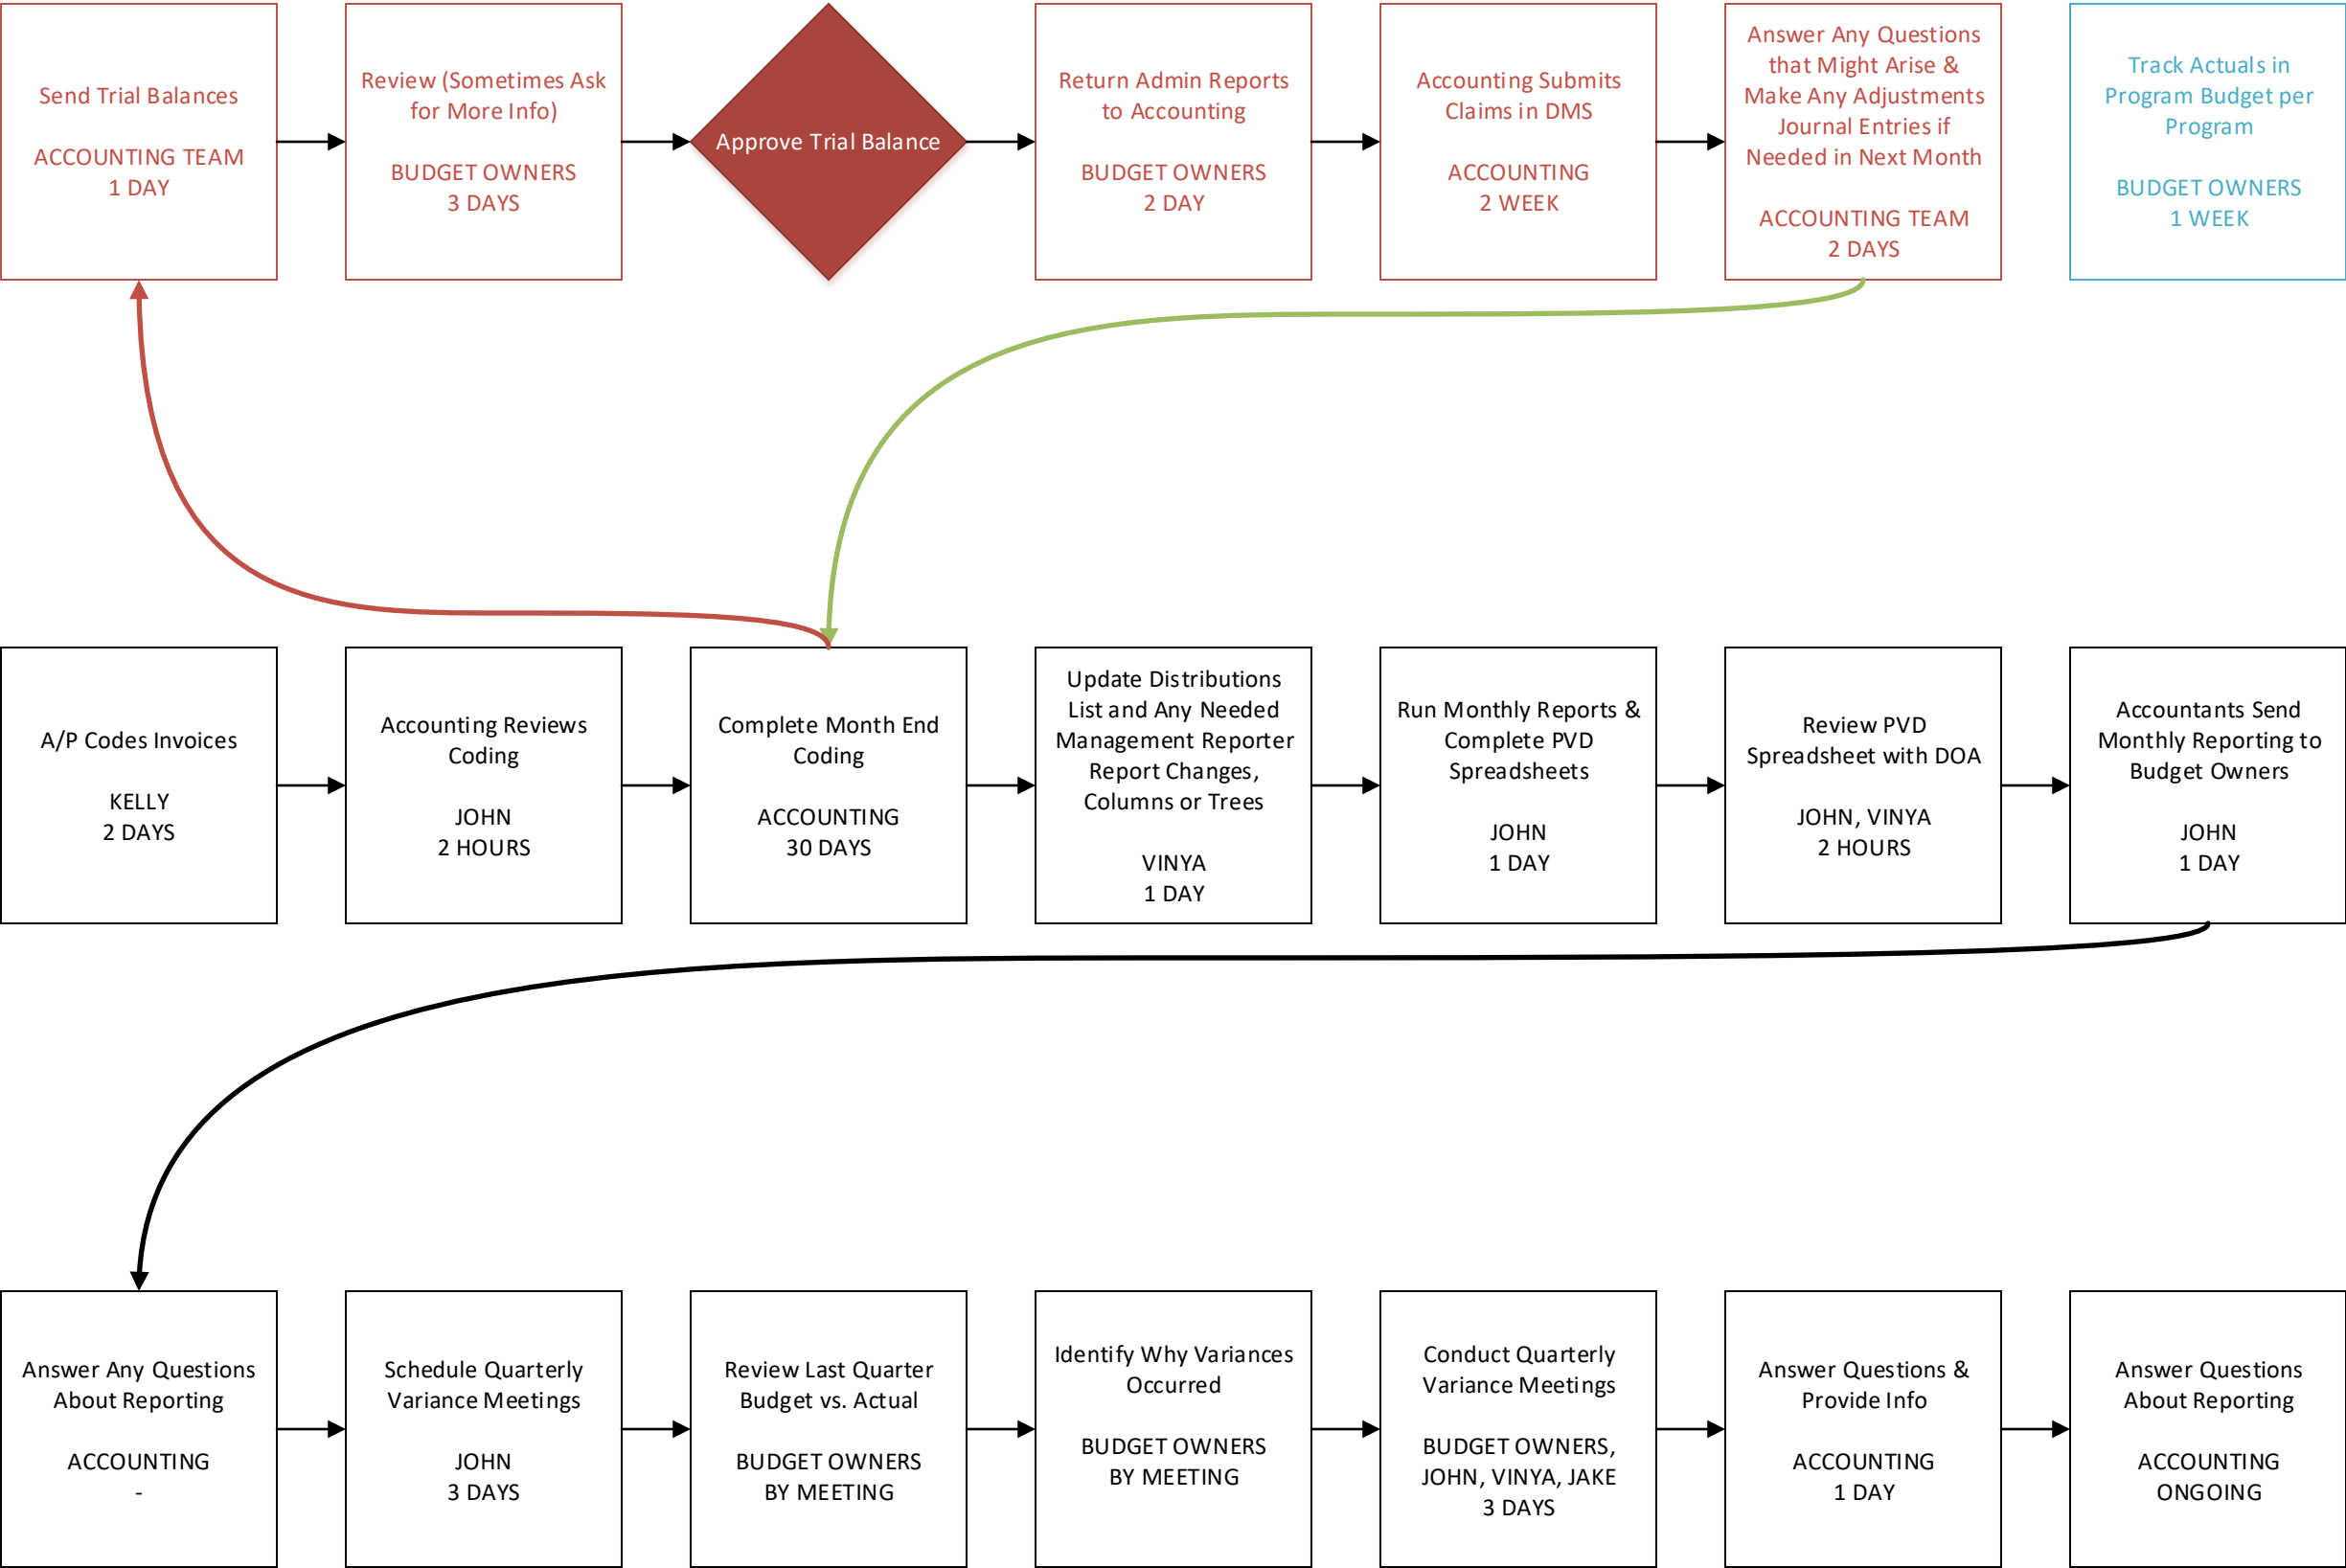 Send Trial Balances
ACCOUNTING TEAM
1 DAY
Review (Sometimes Ask
for More Info)
BUDGET OWNERS
3 DAYS
Approve Trial Balance
Return Admin Reports
to Accounting
BUDGET OWNERS
2 DAY
Accounting Submits
Claims in DMS
ACCOUNTING
2 WEEK
Answer Any Questions
that Might Arise &
Make Any Adjustments
Journal Entries if
Needed in Next Month
ACCOUNTING TEAM
2 DAYS
Track Actuals in
Program Budget per
Program
BUDGET OWNERS
1 WEEK
A/P Codes Invoices
KELLY
2 DAYS
Accounting Reviews
Coding
JOHN
2 HOURS
Complete Month End
Coding
ACCOUNTING
30 DAYS
Update Distributions
List and Any Needed
Management Reporter
Report Changes,
Columns or Trees
VINYA
1 DAY
Run Monthly Reports &
Complete PVD
Spreadsheets
JOHN
1 DAY
Review PVD
Spreadsheet with DOA
JOHN, VINYA
2 HOURS
Accountants Send
Monthly Reporting to
Budget Owners
JOHN
1 DAY
Answer Any Questions
About Reporting
ACCOUNTING
-
Schedule Quarterly
Variance Meetings
JOHN
3 DAYS
Review Last Quarter
Budget vs. Actual
BUDGET OWNERS
BY MEETING
Identify Why Variances
Occurred
BUDGET OWNERS
BY MEETING
Conduct Quarterly
Variance Meetings
BUDGET OWNERS,
JOHN, VINYA, JAKE
3 DAYS
Answer Questions &
Provide Info
ACCOUNTING
1 DAY
Answer Questions
About Reporting
ACCOUNTING
ONGOING